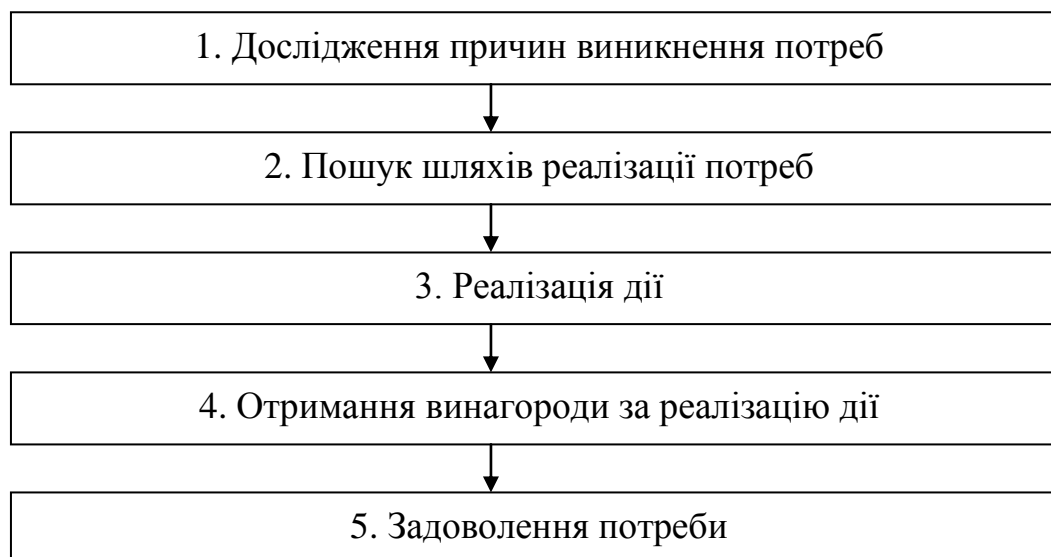 1. Дослідження причин виникнення потреб
2. Пошук шляхів реалізації потреб
3. Реалізація дії
4. Отримання винагороди за реалізацію дії
5. Задоволення потреби